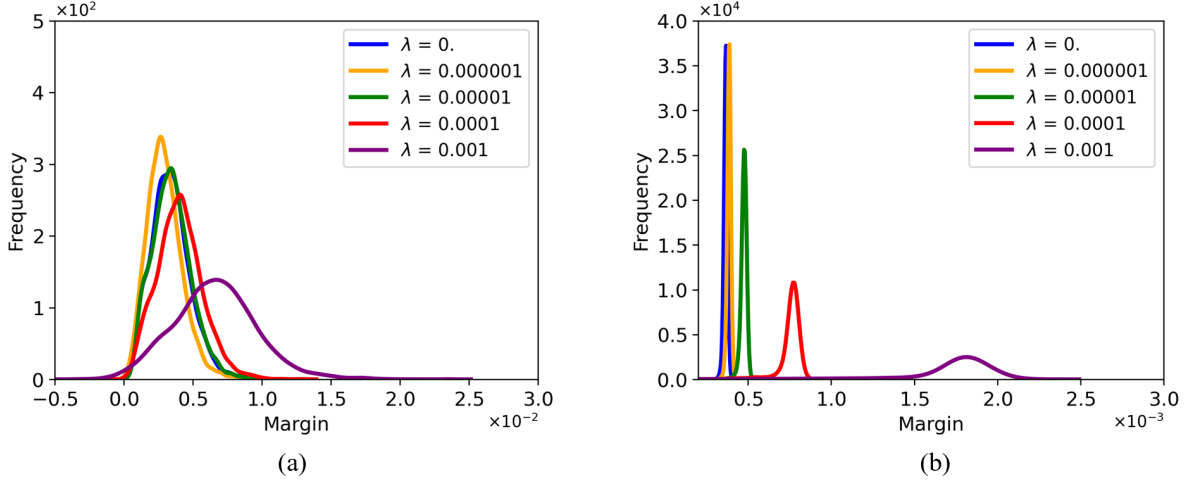 ×10²
5
4
3
2
1
0
Frequency
−0.5
0.0
0.5
1.0
1.5
2.0
2.5
3.0
×10⁻²
Margin
λ = 0.
λ = 0.000001
λ = 0.00001
λ = 0.0001
λ = 0.001
(a)
×10⁴
4.0
3.5
3.0
2.5
2.0
1.5
1.0
0.5
0.0
Frequency
0.5
1.0
1.5
2.0
2.5
3.0
×10⁻³
Margin
λ = 0.
λ = 0.000001
λ = 0.00001
λ = 0.0001
λ = 0.001
(b)